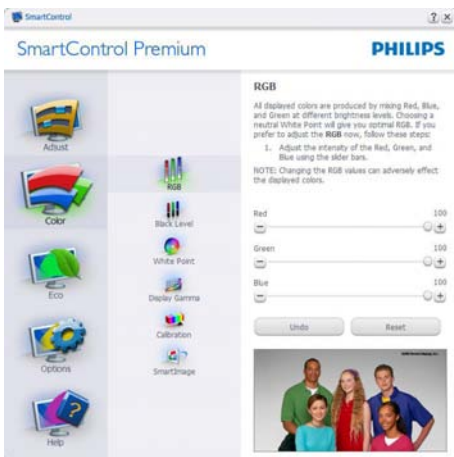 SmartControl
SmartControl Premium
PHILIPS
Adjust
Color
Eco
Options
Help
RGB
Black Level
White Point
Display Gamma
Calibration
SmartImage
RGB
All displayed colors are produced by mixing Red, Blue,
and Green at different brightness levels. Choosing a
neutral White Point will give you optimal RGB. If you
prefer to adjust the RGB now, follow these steps:
1. Adjust the intensity of the Red, Green, and
Blue using the slider bars.
NOTE: Changing the RGB values can adversely effect
the displayed colors.
Red 100
Green 100
Blue 100
Undo
Reset